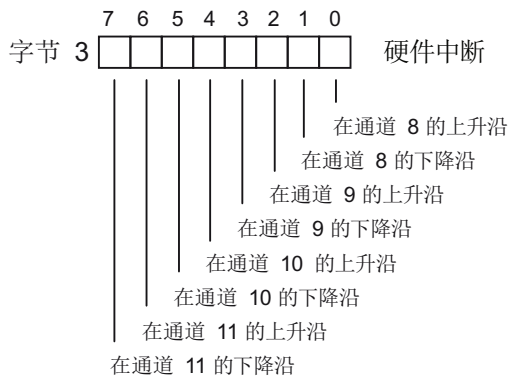 7 6 5 4 3 2 1 0
字节 3 硬件中断
在通道 8 的上升沿
在通道 8 的下降沿
在通道 9 的上升沿
在通道 9 的下降沿
在通道 10 的上升沿
在通道 10 的下降沿
在通道 11 的上升沿
在通道 11 的下降沿